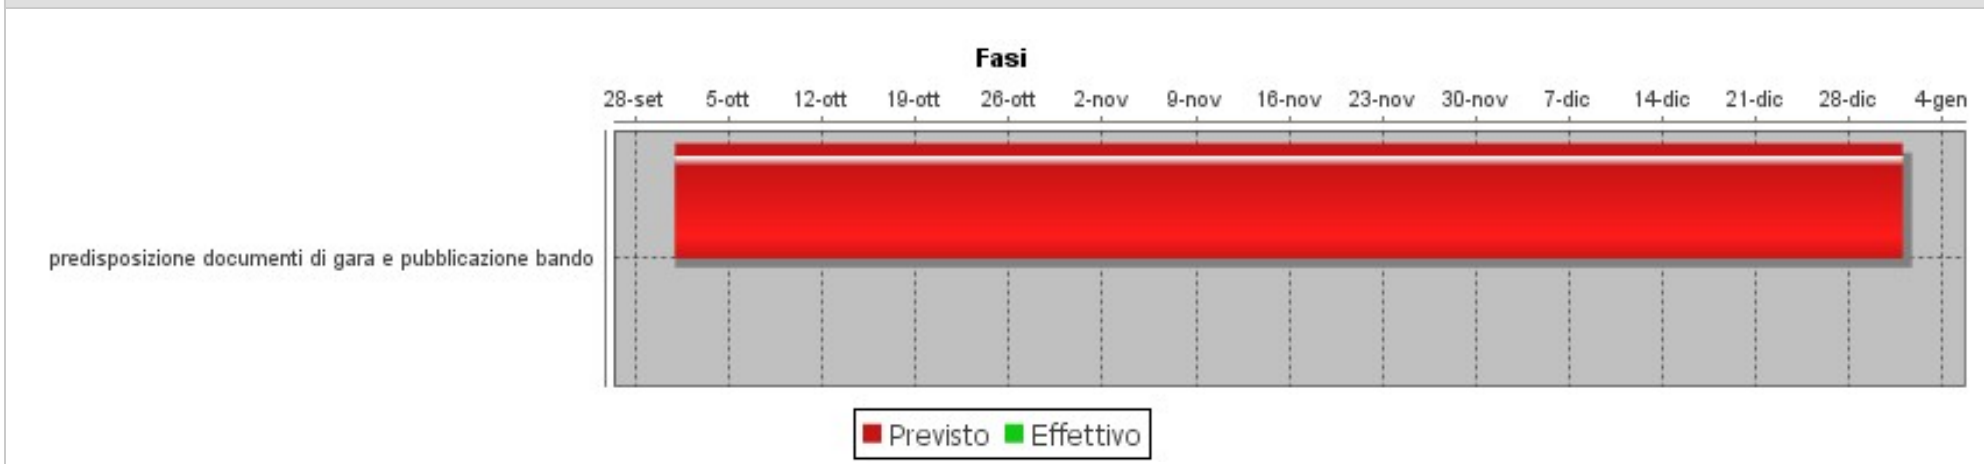 Fasi
28-set 5-ott 12-ott 19-ott 26-ott 2-nov 9-nov 16-nov 23-nov 30-nov 7-dic 14-dic 21-dic 28-dic 4-gen
predisposizione documenti di gara e pubblicazione bando
Previsto Effettivo